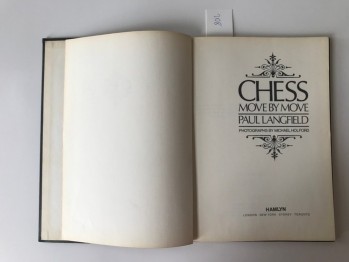 CHESS
MOVE BY MOVE
PAUL LANGFIELD
PHOTOGRAPHS BY MICHAEL HOLFORD
HAMLYN
LONDON · NEW YORK · SYDNEY · TORONTO